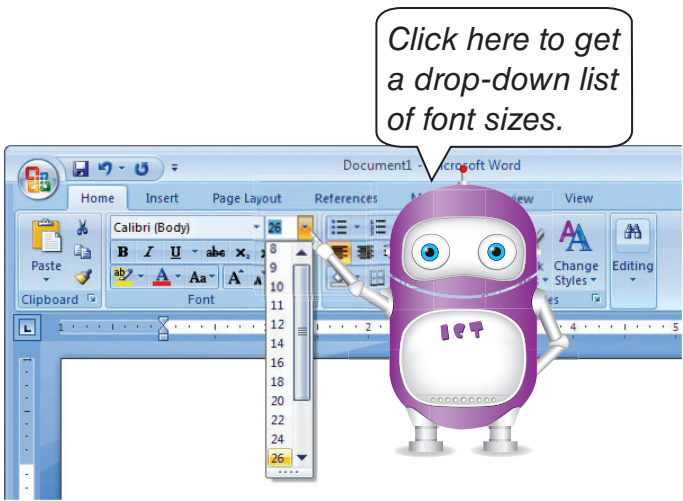 Click here to get
a drop-down list
of font sizes.
Document1 - Microsoft Word
Home Insert Page Layout References View
Calibri (Body) 26
B I U abe X₂
Paste
ab A Aa A A
Change
Styles
Editing
Clipboard Font
8
9
10
11
12
14
16
18
20
22
24
26
L 1 1 2 4 5
ICT